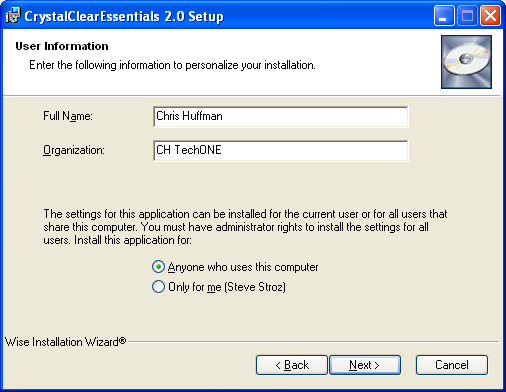 CrystalClearEssentials 2.0 Setup
User Information
Enter the following information to personalize your installation.
Full Name: Chris Huffman
Organization: CH TechONE
The settings for this application can be installed for the current user or for all users that
share this computer. You must have administrator rights to install the settings for all
users. Install this application for:
Anyone who uses this computer
Only for me (Steve Stroz)
Wise Installation Wizard®
< Back Next > Cancel